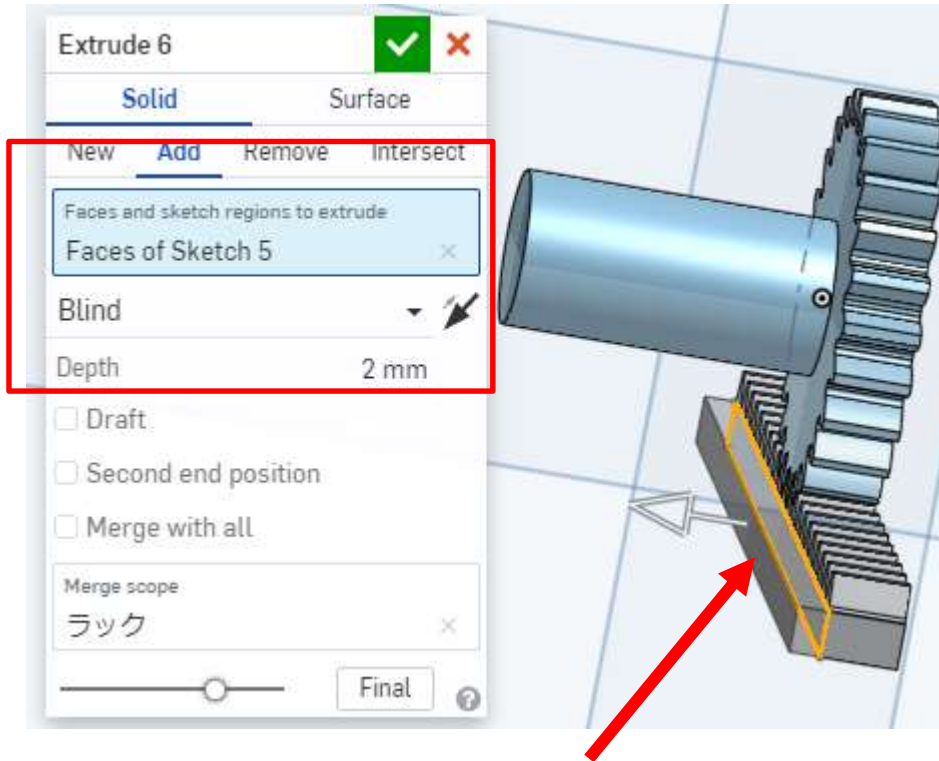 Extrude 6
Solid Surface
New Add Remove Intersect
Faces and sketch regions to extrude
Faces of Sketch 5
Blind
Depth 2 mm
Draft
Second end position
Merge with all
Merge scope
ラック
Final